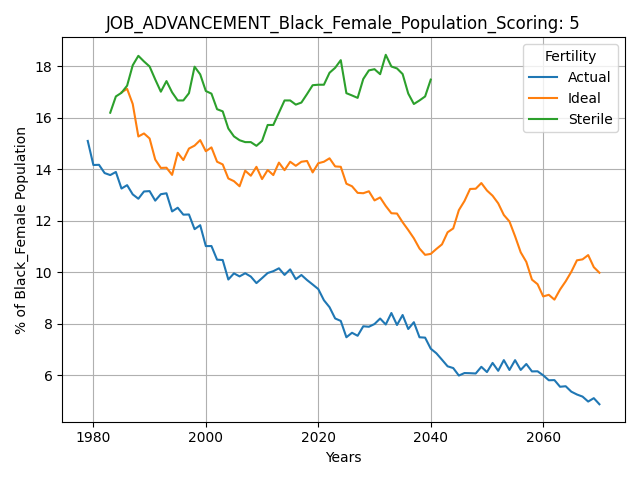 JOB_ADVANCEMENT_Black_Female_Population_Scoring: 5
Fertility
Actual
Ideal
Sterile
% of Black_Female Population
18
16
14
12
10
8
6
1980 2000 2020 2040 2060
Years